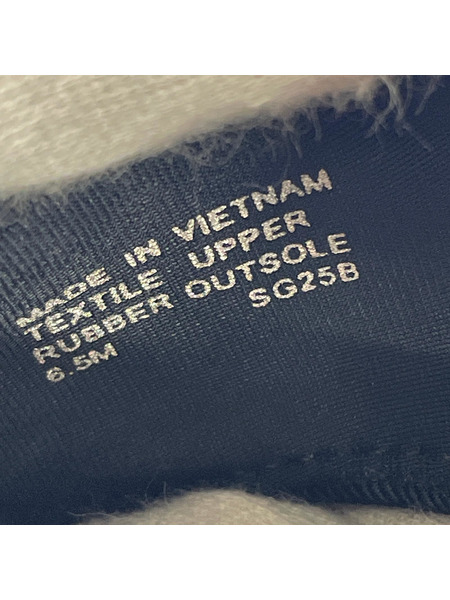 MADE IN VIETNAM
TEXTILE UPPER
RUBBER OUTSOLE
6.5M SG25B